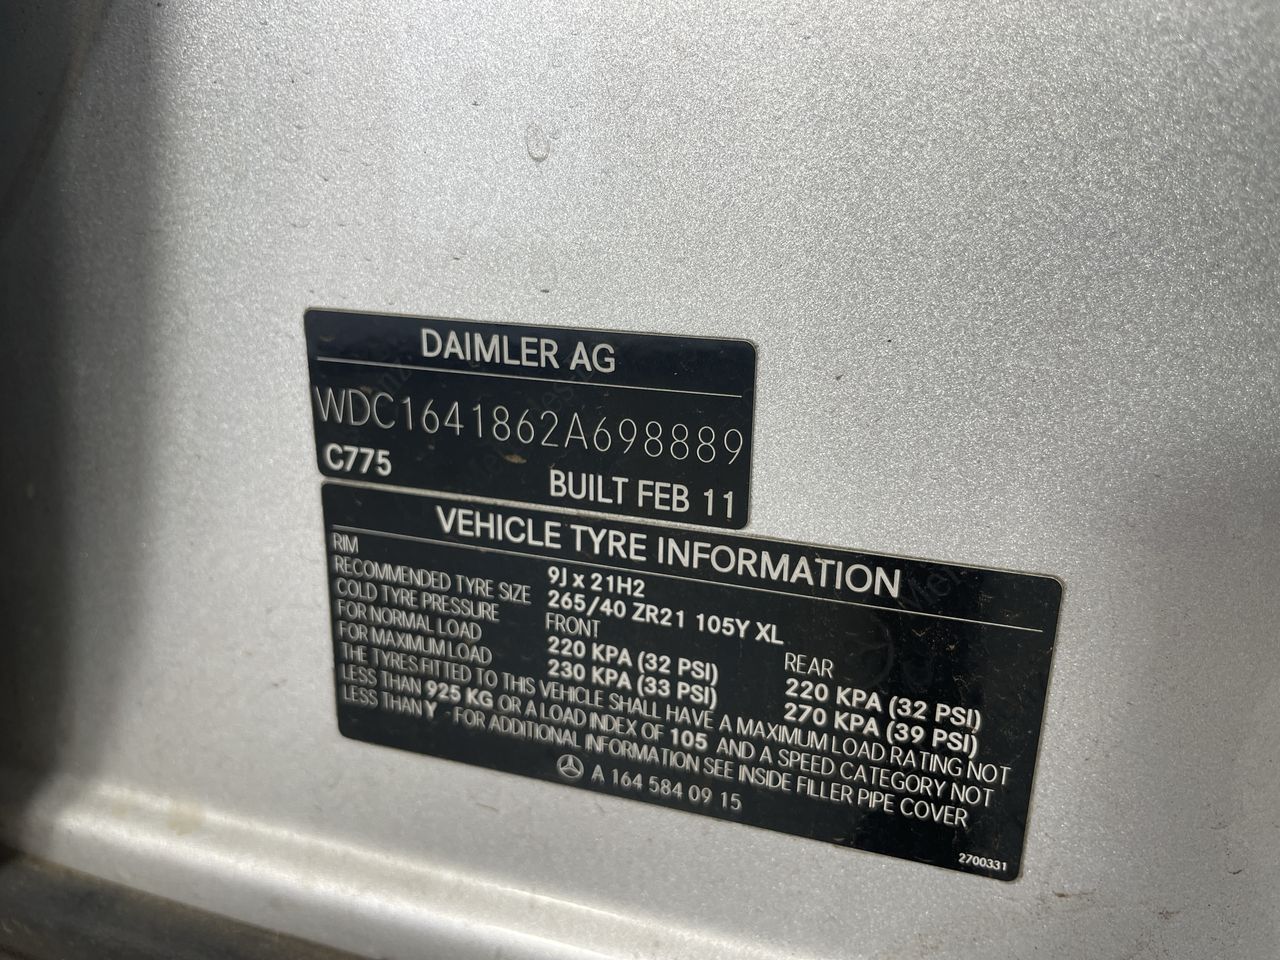 DAIMLER AG
WDC1641862A698889
C775
BUILT FEB 11
VEHICLE TYRE INFORMATION
RIM 9J x 21H2
RECOMMENDED TYRE SIZE 265/40 ZR21 105Y XL
COLD TYRE PRESSURE FRONT REAR
FOR NORMAL LOAD 220 KPA (32 PSI) 220 KPA (32 PSI)
FOR MAXIMUM LOAD 230 KPA (33 PSI) 270 KPA (39 PSI)
THE TYRES FITTED TO THIS VEHICLE SHALL HAVE A MAXIMUM LOAD RATING NOT
LESS THAN 925 KG OR A LOAD INDEX OF 105 AND A SPEED CATEGORY NOT
LESS THAN Y - FOR ADDITIONAL INFORMATION SEE INSIDE FILLER PIPE COVER
A 164 584 09 15
2700331